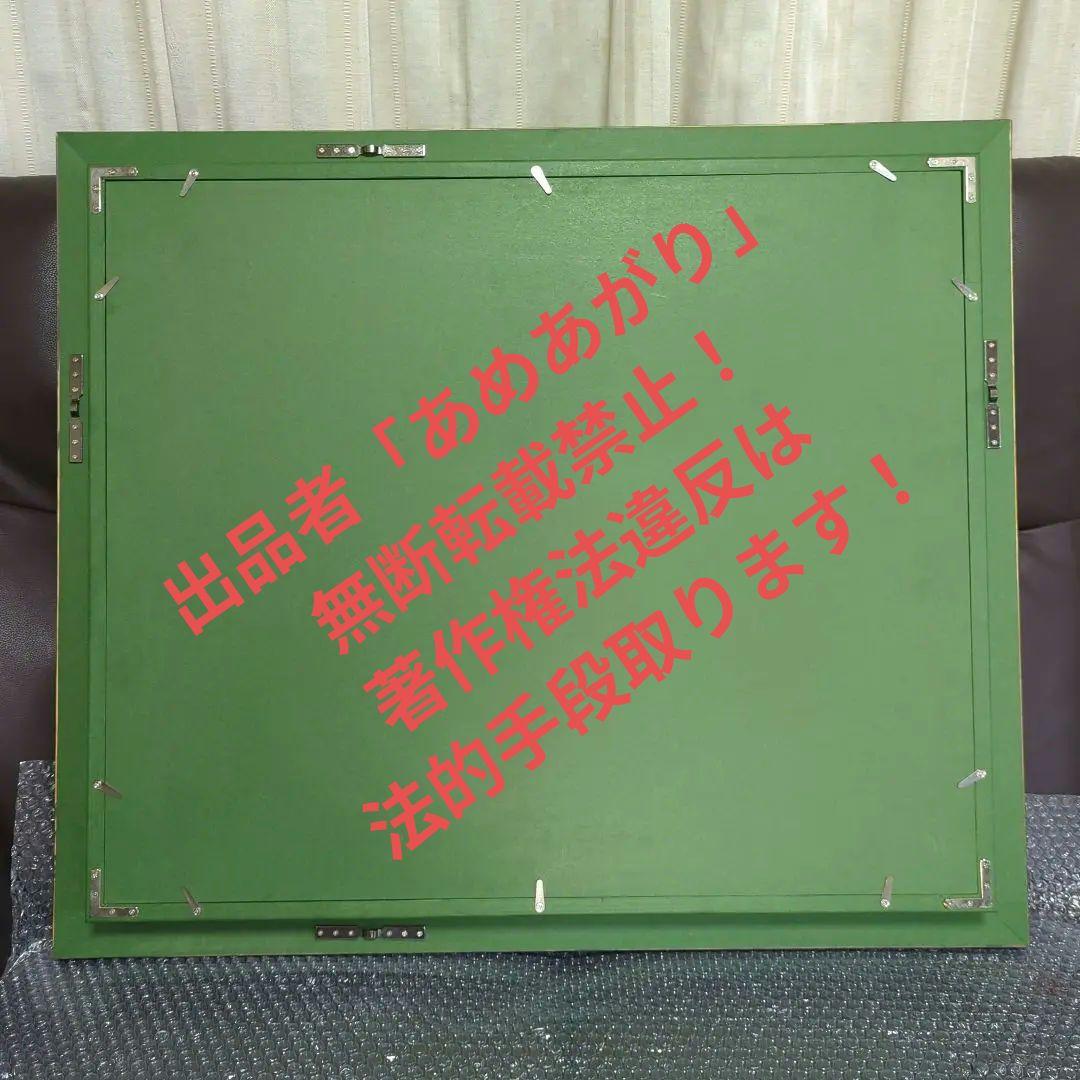 出品者「あめあがり」
無断転載禁止！
著作権法違反は
法的手段取ります！